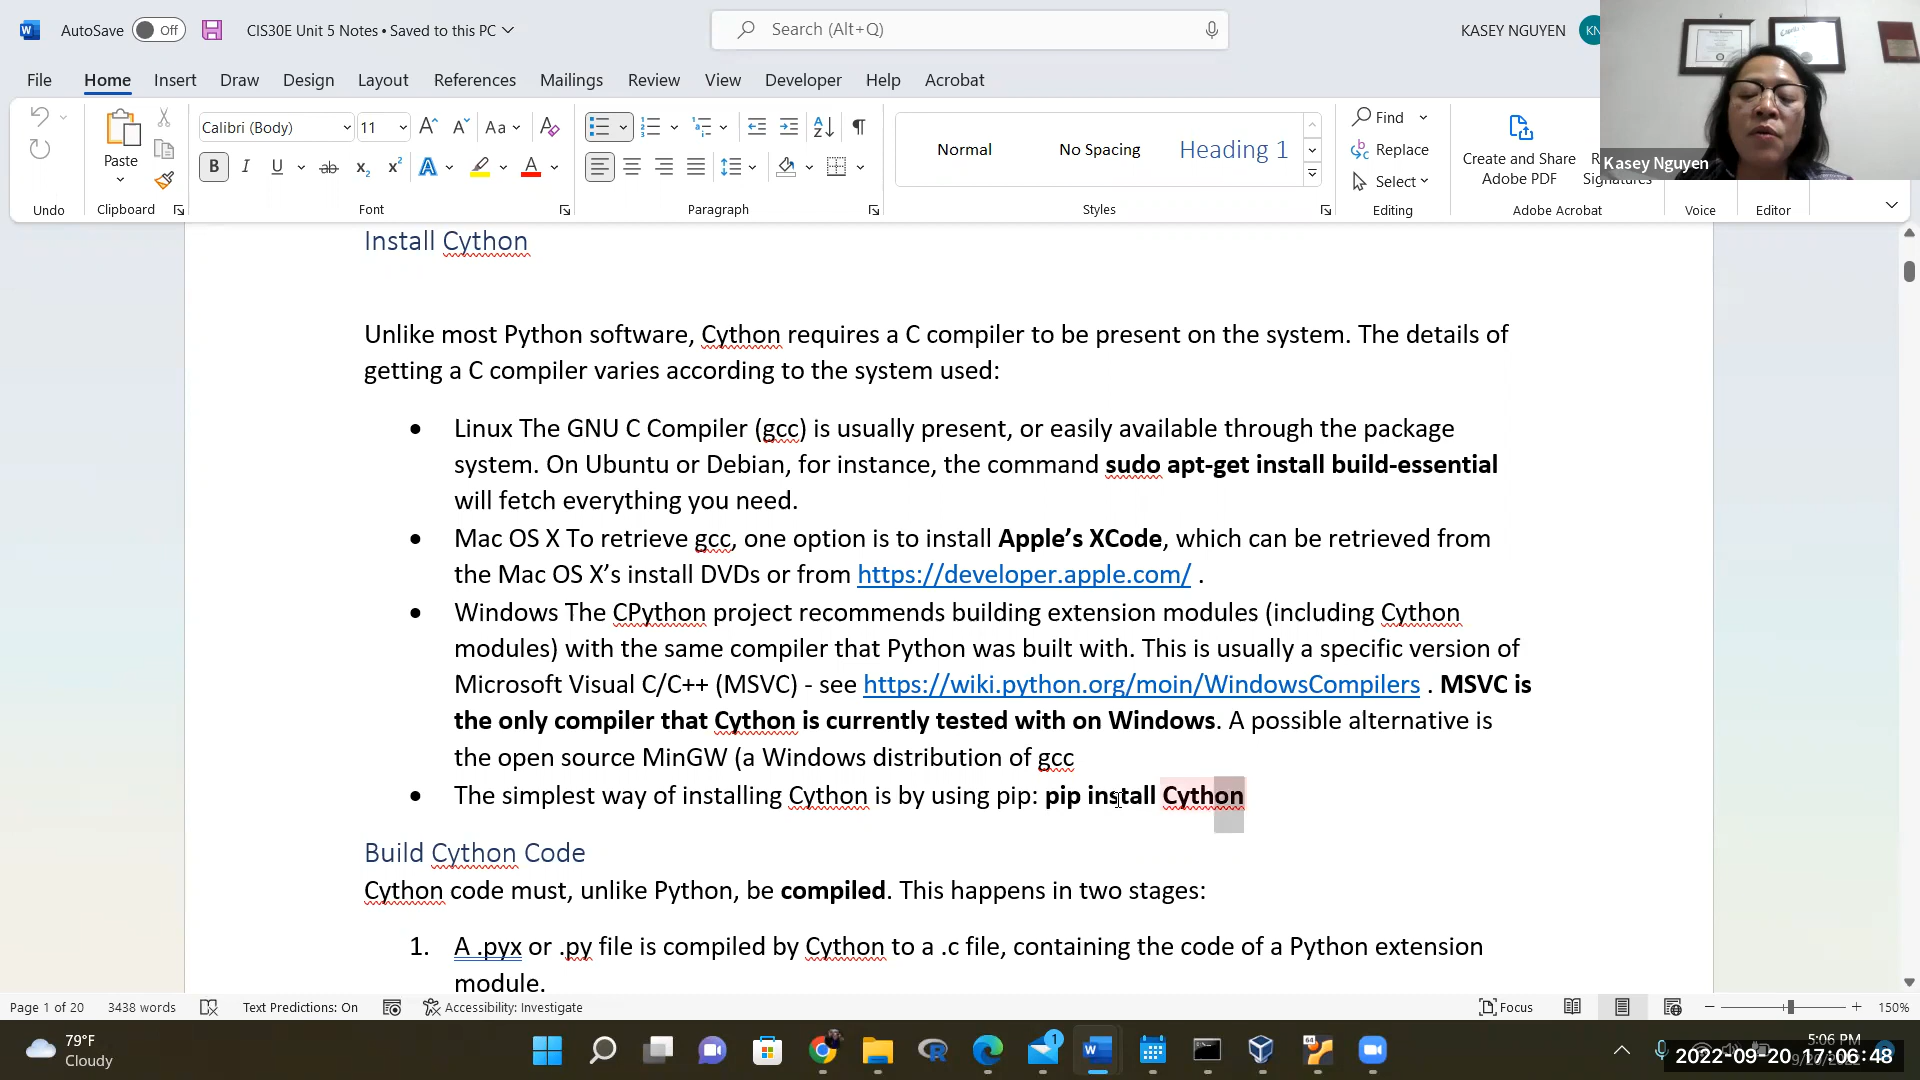 AutoSave Off CIS30E Unit 5 Notes • Saved to this PC Search (Alt+Q) KASEY NGUYEN KN
File Home Insert Draw Design Layout References Mailings Review View Developer Help Acrobat
Calibri (Body) 11 Aa
Paste
Normal No Spacing Heading 1
Find
Replace
Select
Create and Share
Adobe PDF
Kasey Nguyen
Signatures
Undo Clipboard Font Paragraph Styles Editing Adobe Acrobat Voice Editor
Install Cython
Unlike most Python software, Cython requires a C compiler to be present on the system. The details of
getting a C compiler varies according to the system used:
• Linux The GNU C Compiler (gcc) is usually present, or easily available through the package
system. On Ubuntu or Debian, for instance, the command sudo apt-get install build-essential
will fetch everything you need.
• Mac OS X To retrieve gcc, one option is to install Apple’s XCode, which can be retrieved from
the Mac OS X’s install DVDs or from https://developer.apple.com/ .
• Windows The CPython project recommends building extension modules (including Cython
modules) with the same compiler that Python was built with. This is usually a specific version of
Microsoft Visual C/C++ (MSVC) - see https://wiki.python.org/moin/WindowsCompilers . MSVC is
the only compiler that Cython is currently tested with on Windows. A possible alternative is
the open source MinGW (a Windows distribution of gcc
• The simplest way of installing Cython is by using pip: pip install Cython
Build Cython Code
Cython code must, unlike Python, be compiled. This happens in two stages:
1. A .pyx or .py file is compiled by Cython to a .c file, containing the code of a Python extension
module.
Page 1 of 20 3438 words Text Predictions: On Accessibility: Investigate Focus 150%
79°F
Cloudy
5:06 PM
2022-09-20 17:06:48